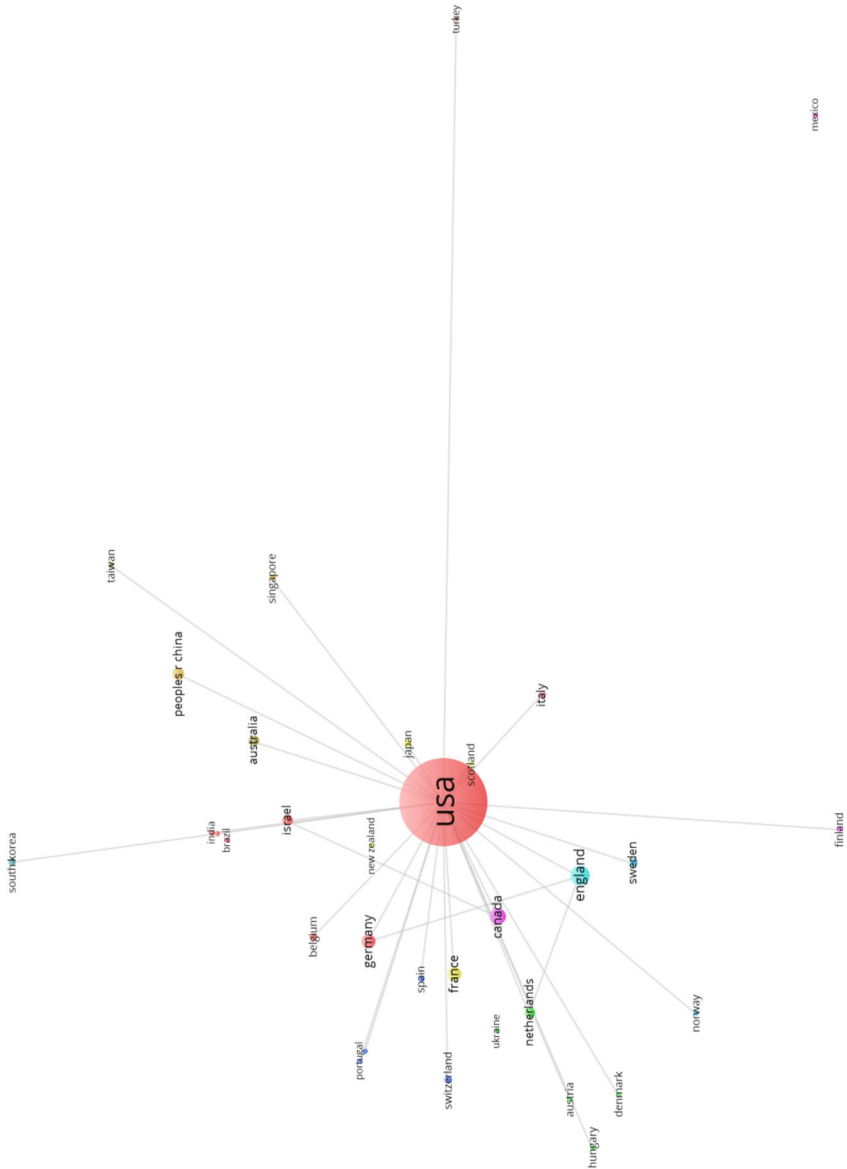 turkey
mexico
taiwan
singapore
peoples r china
italy
australia
japan
scotland
usa
israel
india
brazil
finland
new zealand
south korea
sweden
england
canada
belgium
germany
france
spain
netherlands
norway
ukraine
portugal
switzerland
denmark
austria
hungary